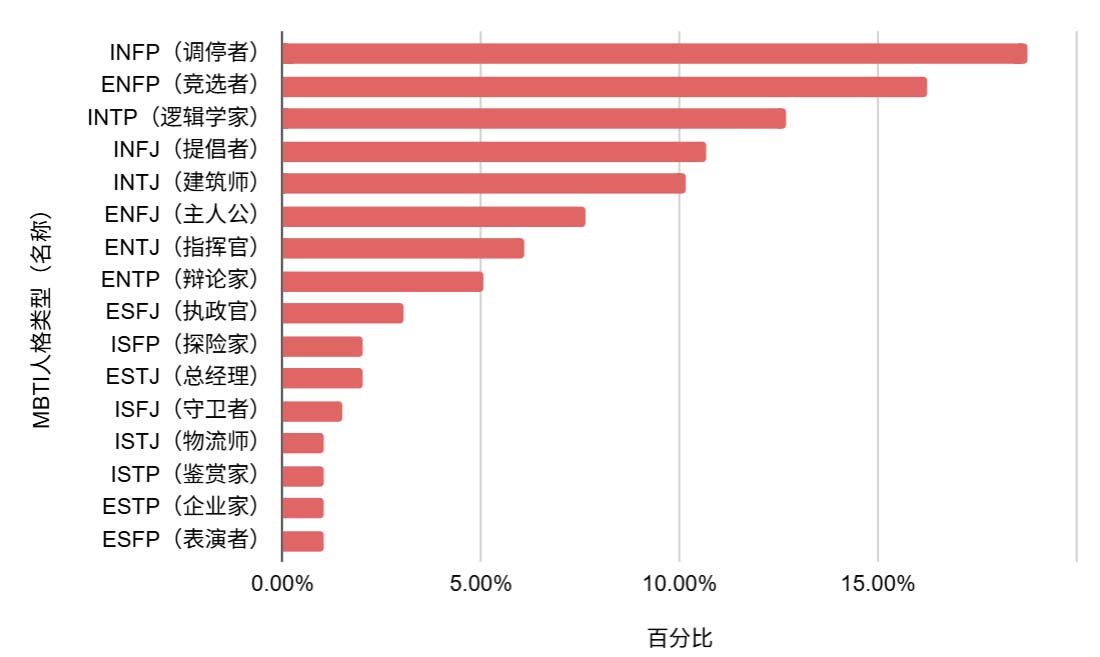 MBTI人格类型（名称）
INFP（调停者）
ENFP（竞选者）
INTP（逻辑学家）
INFJ（提倡者）
INTJ（建筑师）
ENFJ（主人公）
ENTJ（指挥官）
ENTP（辩论家）
ESFJ（执政官）
ISFP（探险家）
ESTJ（总经理）
ISFJ（守卫者）
ISTJ（物流师）
ISTP（鉴赏家）
ESTP（企业家）
ESFP（表演者）
0.00% 5.00% 10.00% 15.00%
百分比